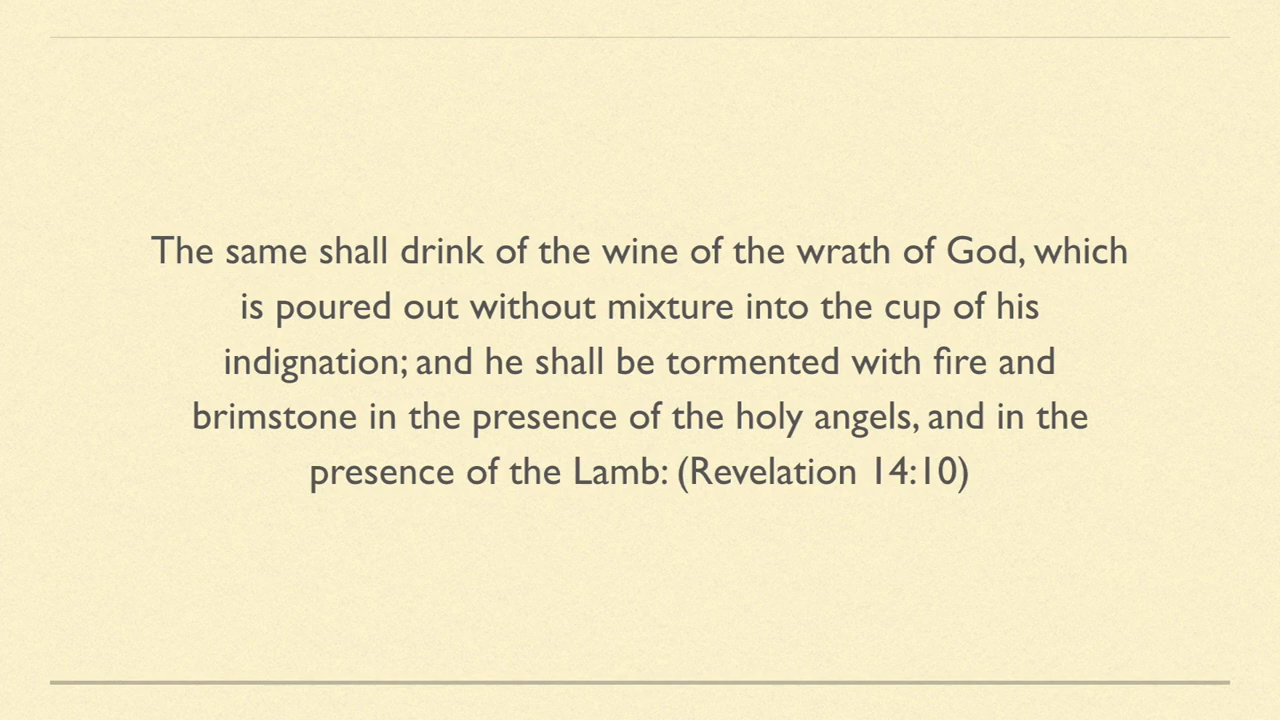 The same shall drink of the wine of the wrath of God, which
is poured out without mixture into the cup of his
indignation; and he shall be tormented with fire and
brimstone in the presence of the holy angels, and in the
presence of the Lamb: (Revelation 14:10)